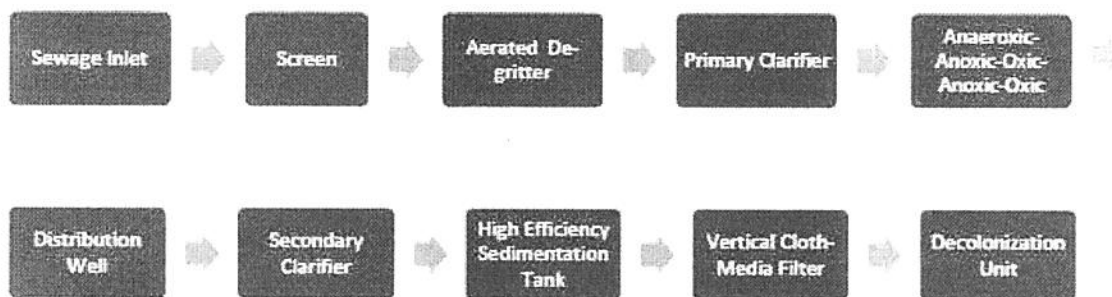 Sewage Inlet
Screen
Aerated De-
gritter
Primary Clarifier
Anaeroxic-
Anoxic-Oxic-
Anoxic-Oxic
Distribution
Well
Secondary
Clarifier
High Efficiency
Sedimentation
Tank
Vertical Cloth-
Media Filter
Decolonization
Unit